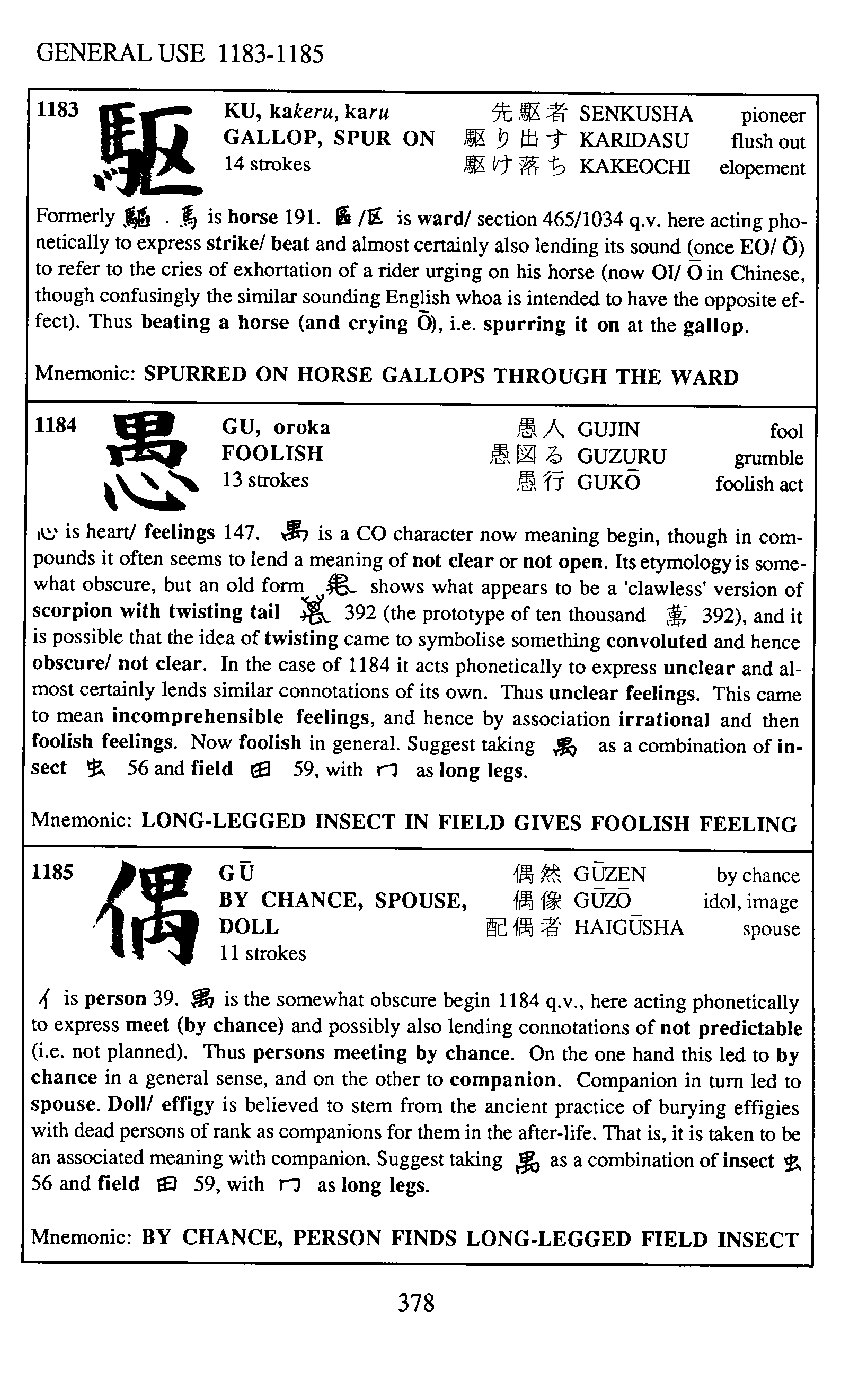 GENERAL USE 1183-1185
1183 駆 KU, kakeru, karu 先駆者 SENKUSHA pioneer
GALLOP, SPUR ON 駆り出す KARIDASU flush out
14 strokes 駆け落ち KAKEOCHI elopement
Formerly 驅 . 馬 is horse 191. 區/区 is ward/ section 465/1034 q.v. here acting pho-
netically to express strike/ beat and almost certainly also lending its sound (once EO/ Ō)
to refer to the cries of exhortation of a rider urging on his horse (now OI/ Ō in Chinese,
though confusingly the similar sounding English whoa is intended to have the opposite ef-
fect). Thus beating a horse (and crying Ō), i.e. spurring it on at the gallop.
Mnemonic: SPURRED ON HORSE GALLOPS THROUGH THE WARD
1184 愚 GU, oroka 愚人 GUJIN fool
FOOLISH 愚図る GUZURU grumble
13 strokes 愚行 GUKŌ foolish act
心 is heart/ feelings 147. 禺 is a CO character now meaning begin, though in com-
pounds it often seems to lend a meaning of not clear or not open. Its etymology is some-
what obscure, but an old form shows what appears to be a 'clawless' version of
scorpion with twisting tail 392 (the prototype of ten thousand 萬 392), and it
is possible that the idea of twisting came to symbolise something convoluted and hence
obscure/ not clear. In the case of 1184 it acts phonetically to express unclear and al-
most certainly lends similar connotations of its own. Thus unclear feelings. This came
to mean incomprehensible feelings, and hence by association irrational and then
foolish feelings. Now foolish in general. Suggest taking 禺 as a combination of in-
sect 虫 56 and field 田 59, with 冂 as long legs.
Mnemonic: LONG-LEGGED INSECT IN FIELD GIVES FOOLISH FEELING
1185 偶 GŪ 偶然 GŪZEN by chance
BY CHANCE, SPOUSE, 偶像 GŪZŌ idol, image
DOLL 配偶者 HAIGŪSHA spouse
11 strokes
亻 is person 39. 禺 is the somewhat obscure begin 1184 q.v., here acting phonetically
to express meet (by chance) and possibly also lending connotations of not predictable
(i.e. not planned). Thus persons meeting by chance. On the one hand this led to by
chance in a general sense, and on the other to companion. Companion in turn led to
spouse. Doll/ effigy is believed to stem from the ancient practice of burying effigies
with dead persons of rank as companions for them in the after-life. That is, it is taken to be
an associated meaning with companion. Suggest taking 禺 as a combination of insect 虫
56 and field 田 59, with 冂 as long legs.
Mnemonic: BY CHANCE, PERSON FINDS LONG-LEGGED FIELD INSECT
378